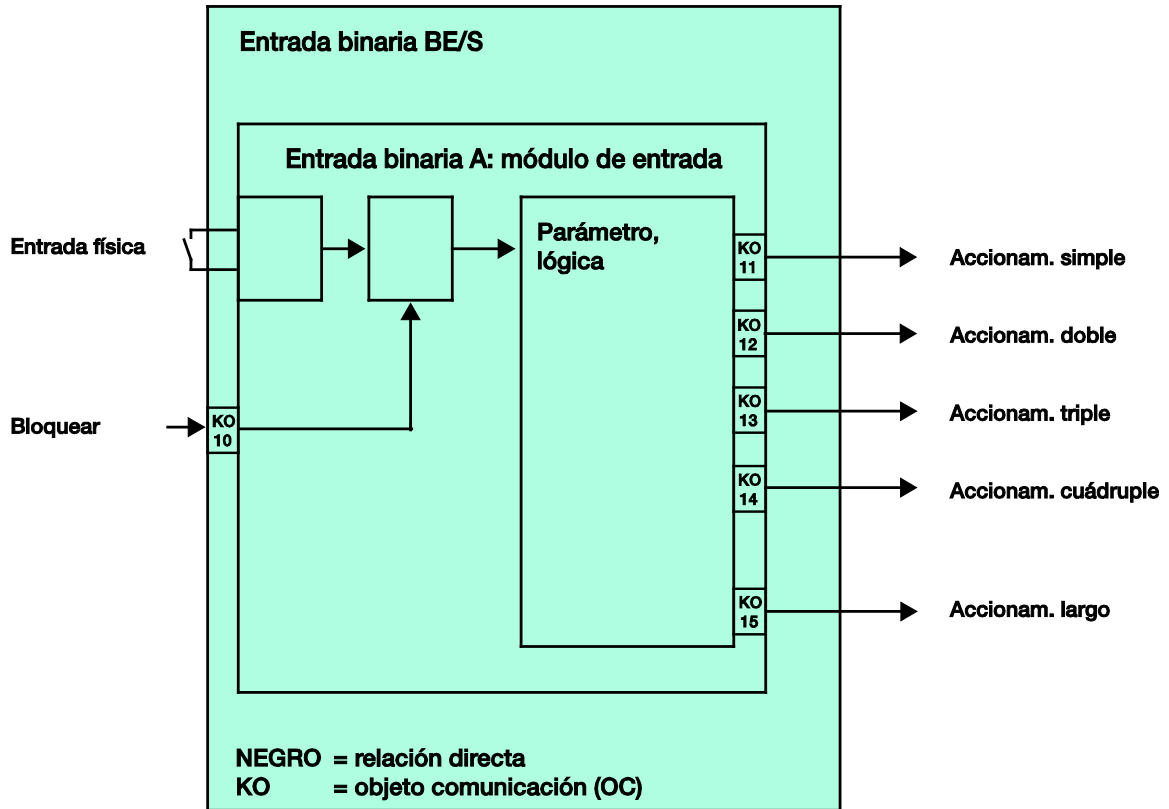 Entrada binaria BE/S
Entrada binaria A: módulo de entrada
Entrada física
Parámetro,
lógica
KO
11
Accionam. simple
KO
12
Accionam. doble
KO
13
Accionam. triple
Bloquear
KO
10
KO
14
Accionam. cuádruple
KO
15
Accionam. largo
NEGRO = relación directa
KO = objeto comunicación (OC)